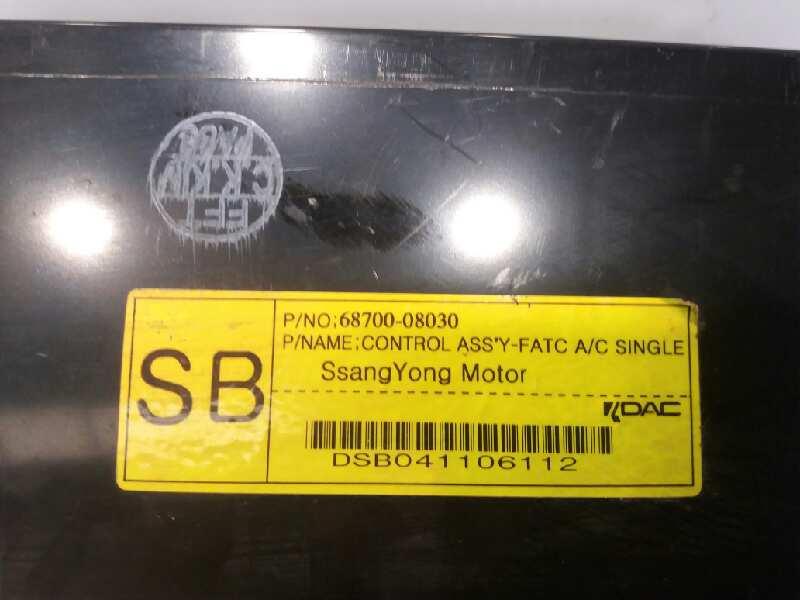 SB
P/NO;68700-08030
P/NAME;CONTROL ASS'Y-FATC A/C SINGLE
SsangYong Motor
DAC
DSB041106112